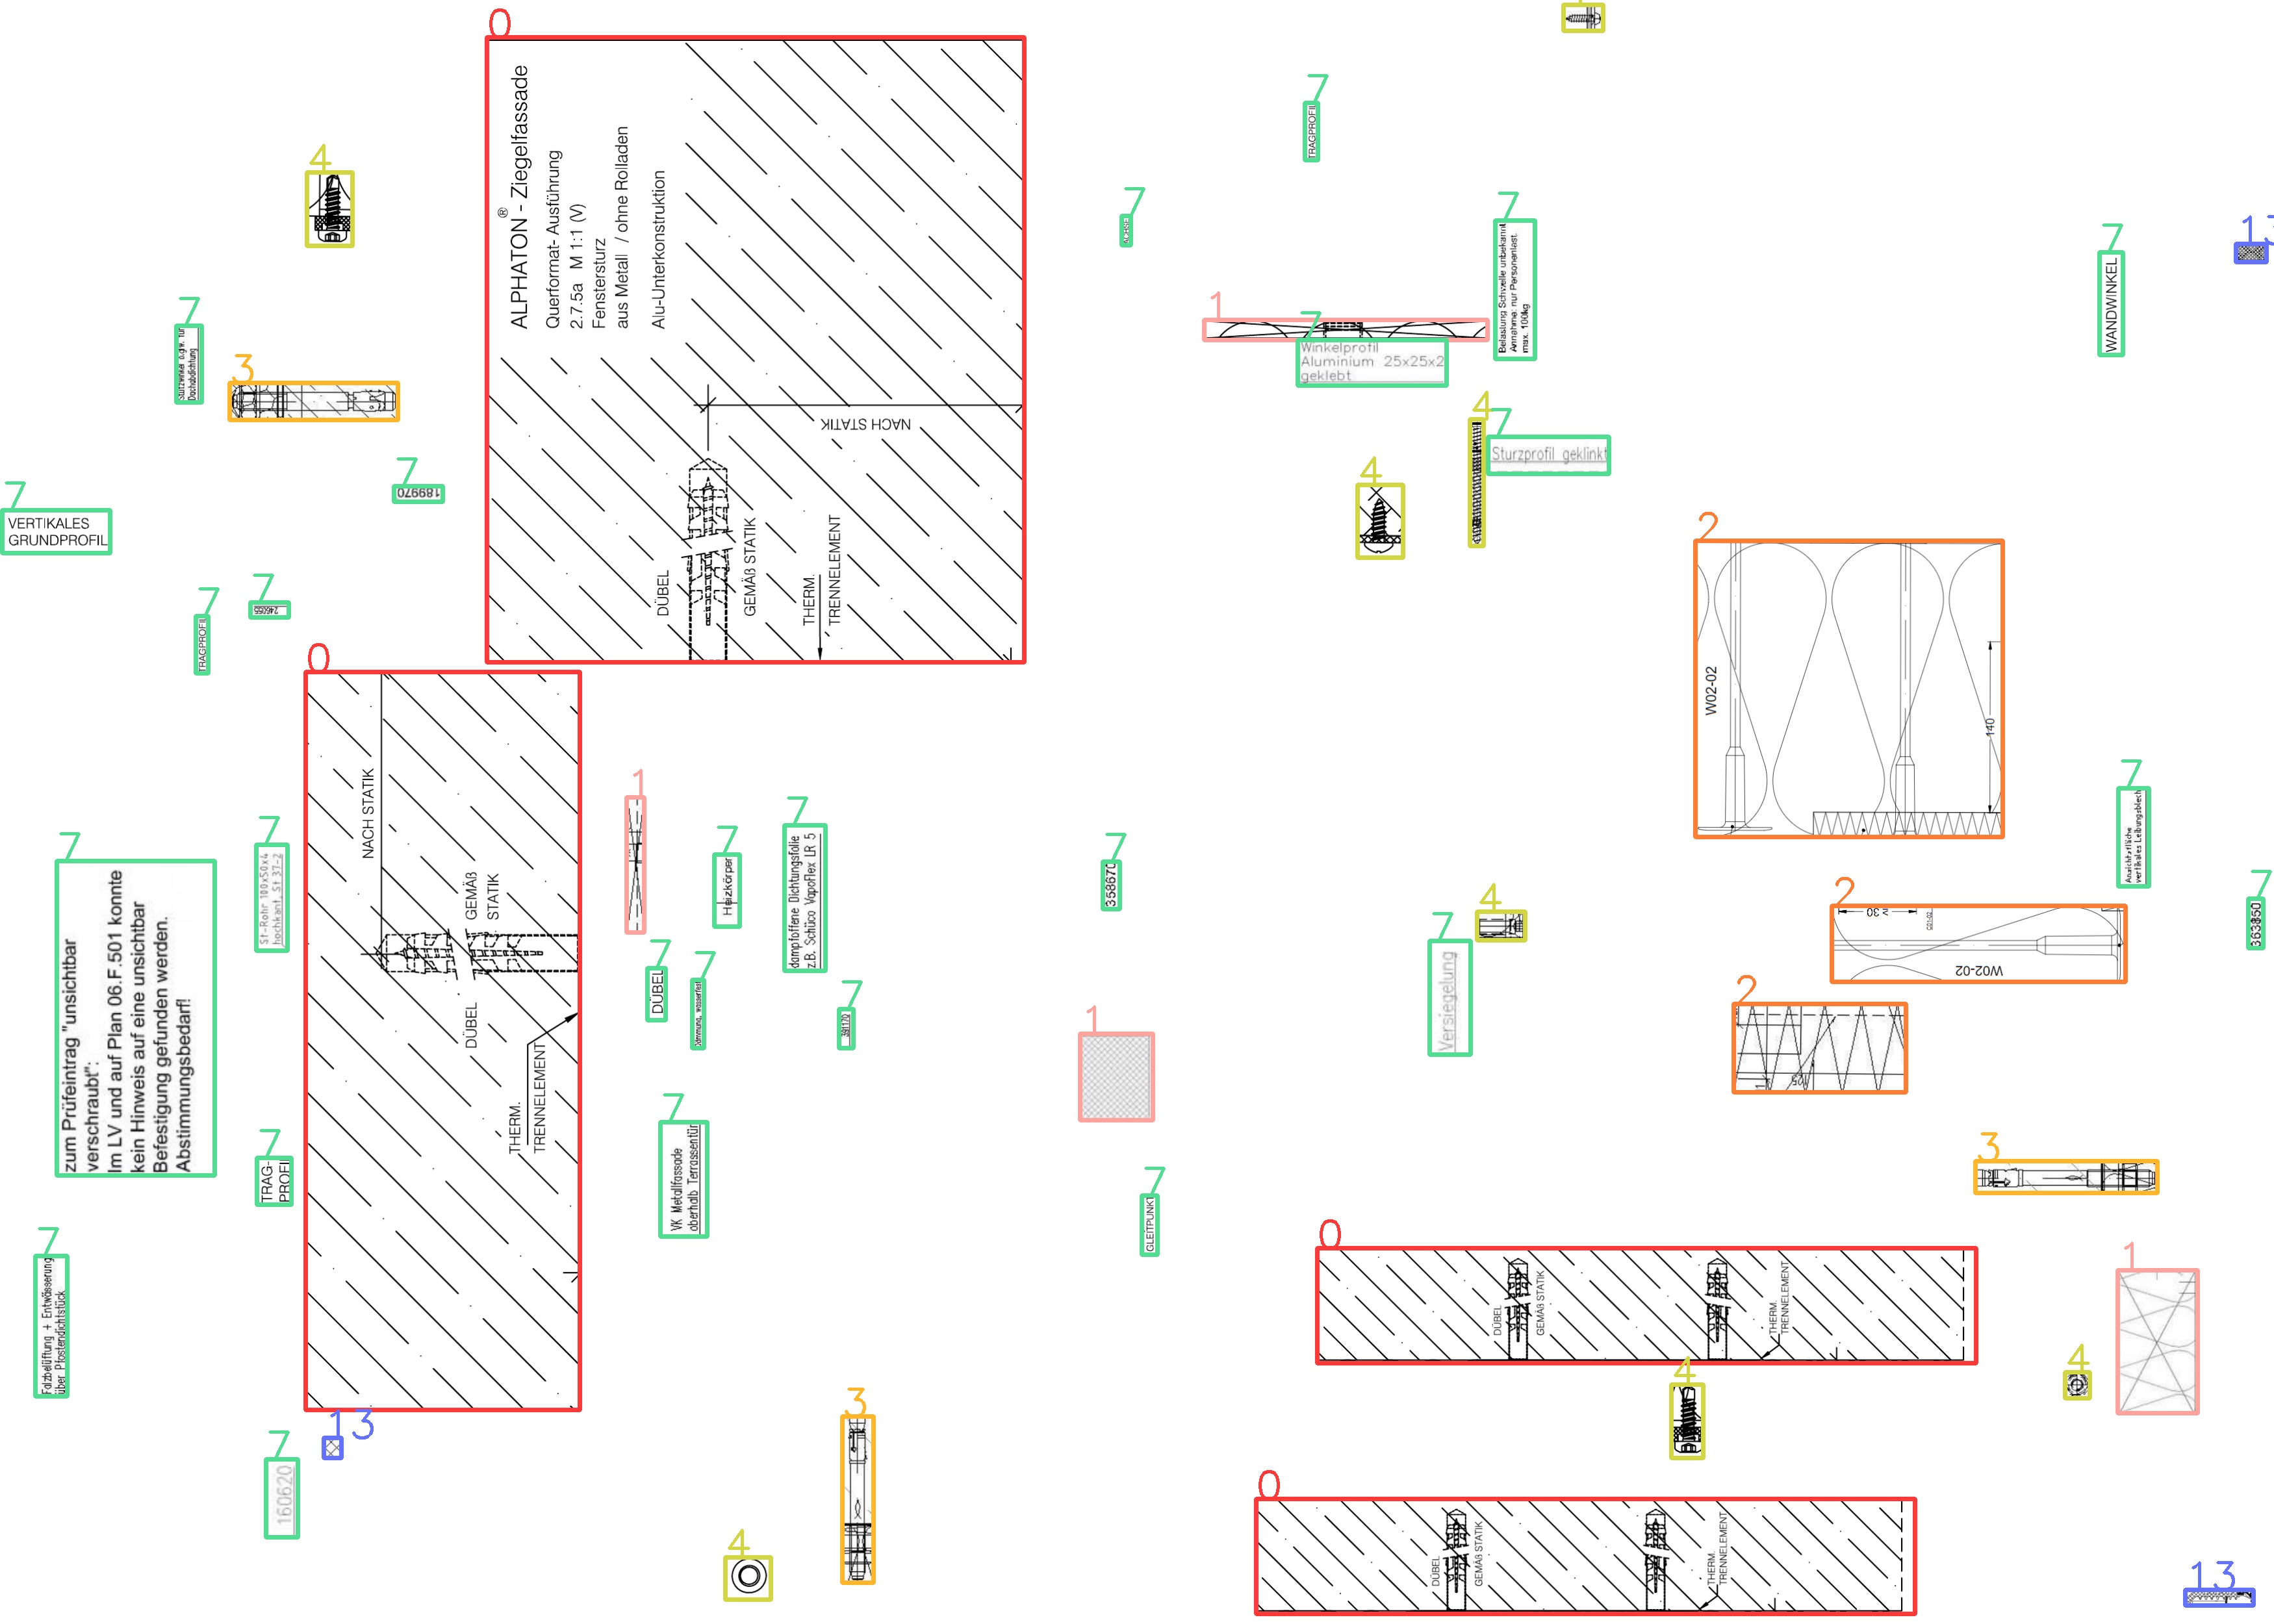 0
4
ALPHATON® - Ziegelfassade
Querformat- Ausführung
2.7.5a M 1:1 (V)
Fenstersturz
aus Metall / ohne Rolladen
Alu-Unterkonstruktion
NACH STATIK
DÜBEL
GEMÄß STATIK
THERM.
TRENNELEMENT
7
TRAGPROFIL
7
ACHSE
7
Belastung Schwelle unbekannt
Annahme: nur Personenlast.
max. 100kg
7
WANDWINKEL
13
1
7
Winkelprofil
Aluminium 25x25x2
geklebt
4
7
Sturzprofil geklinkt
4
7
Dachabdichtung
3
7
189970
7
VERTIKALES
GRUNDPROFIL
7
246055
7
TRAGPROFIL
2
W02-02
140
0
NACH STATIK
GEMÄß
STATIK
DÜBEL
THERM.
TRENNELEMENT
1
7
Heizkörper
7
dampfoffene Dichtungsfolie
z.B. Schüco VapoFlex LR 5
7
358670
7
zum Prüfeintrag "unsichtbar
verschraubt":
Im LV und auf Plan 06.F.501 konnte
kein Hinweis auf eine unsichtbar
Befestigung gefunden werden.
Abstimmungsbedarf!
7
St-Rohr 100x50x4
hochkant, St 37-2
7
DÜBEL
7
7
391170
1
4
7
Versiegelung
7
Ansichtsfläche
vertikales Leibungsblech
7
363850
2
30
W02-02
2
125
3
7
TRAG-
PROFIL
7
VK Metallfassade
oberhalb Terrassentür
7
GLEITPUNKT
7
Falzbelüftung + Entwässerung
über Pfostendichtstück
0
DÜBEL
GEMÄß STATIK
THERM.
TRENNELEMENT
1
4
4
13
7
160620
3
4
0
DÜBEL
GEMÄß STATIK
THERM.
TRENNELEMENT
13